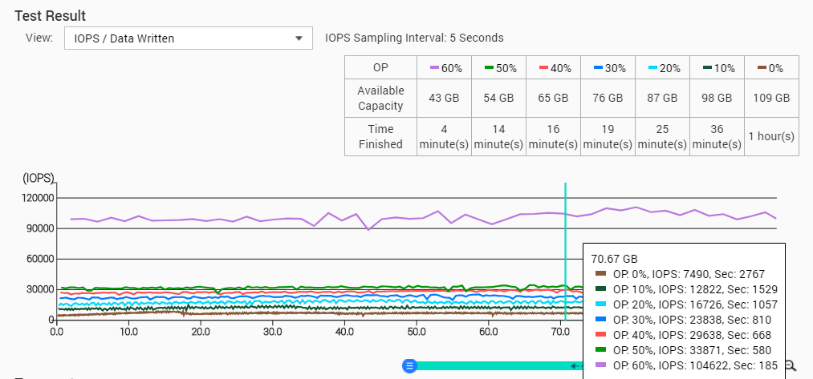 Test Result
View: IOPS / Data Written IOPS Sampling Interval: 5 Seconds
OP 60% 50% 40% 30% 20% 10% 0%
Available Capacity 43 GB 54 GB 65 GB 76 GB 87 GB 98 GB 109 GB
Time Finished 4 minute(s) 14 minute(s) 16 minute(s) 19 minute(s) 25 minute(s) 36 minute(s) 1 hour(s)
(IOPS)
120000
90000
60000
30000
0
0.0 10.0 20.0 30.0 40.0 50.0 60.0 70.0
70.67 GB
OP: 0%, IOPS: 7490, Sec: 2767
OP: 10%, IOPS: 12822, Sec: 1529
OP: 20%, IOPS: 16726, Sec: 1057
OP: 30%, IOPS: 23838, Sec: 810
OP: 40%, IOPS: 29638, Sec: 668
OP: 50%, IOPS: 33871, Sec: 580
OP: 60%, IOPS: 104622, Sec: 185